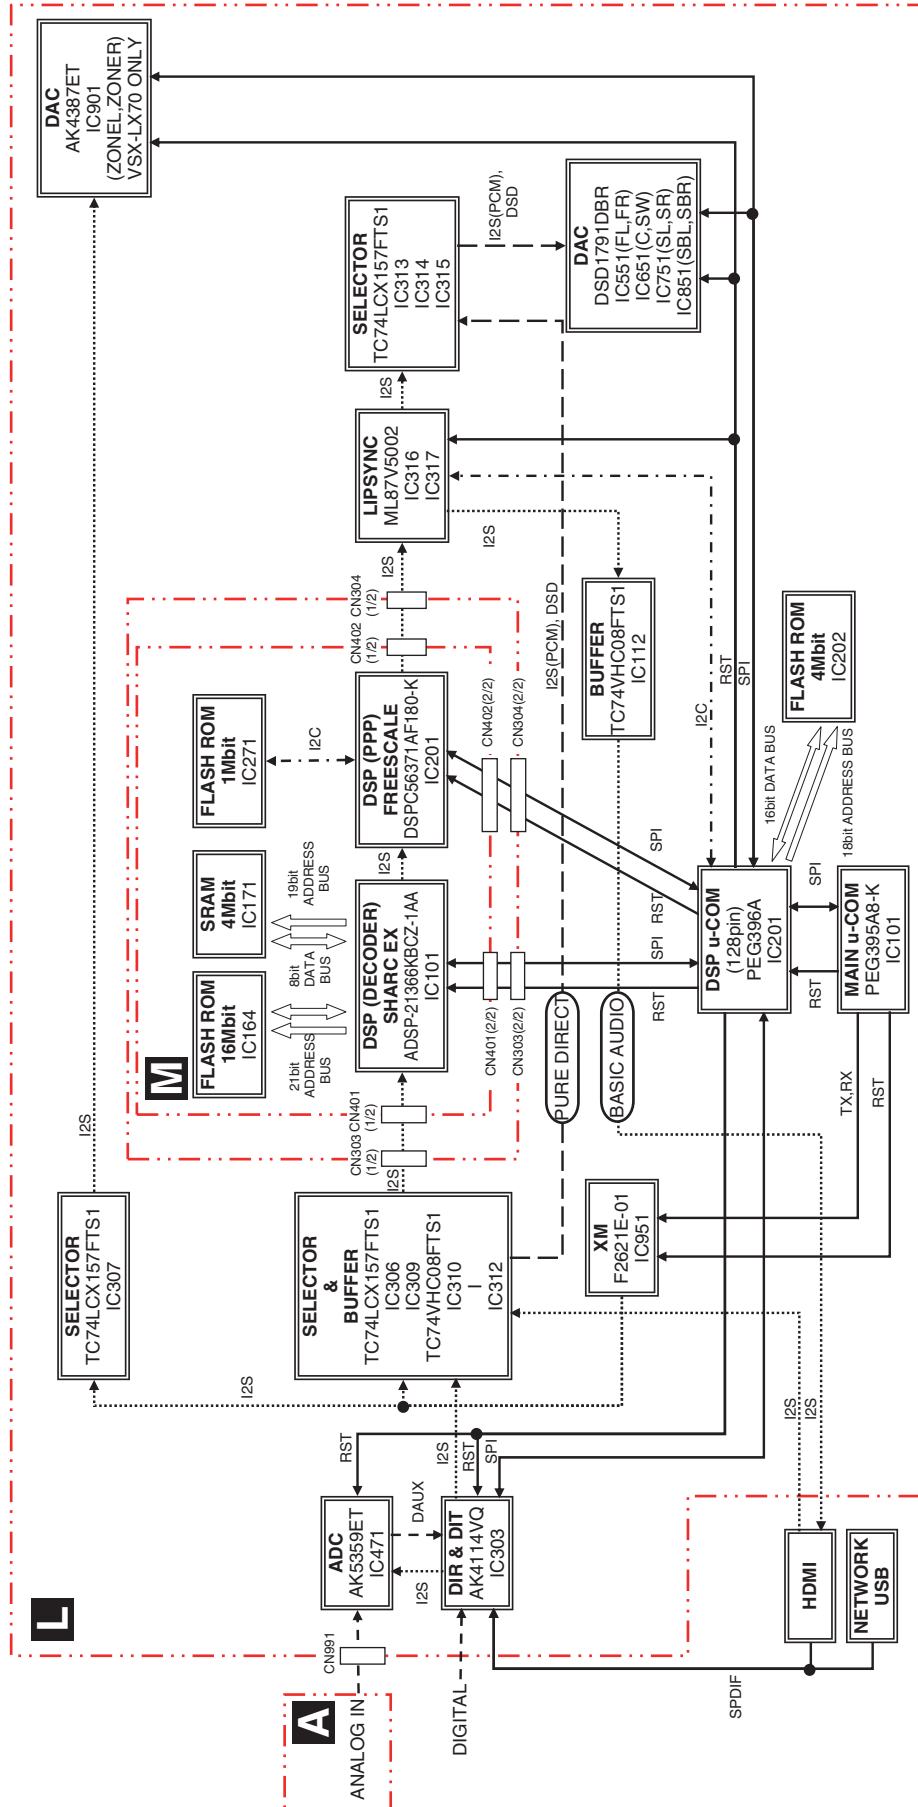 L
A
ANALOG IN
CN991
ADC
AK5359ET
IC471
DAUX
I2S
DIR & DIT
AK4114VQ
IC303
DIGITAL
SPDIF
HDMI
NETWORK
USB
RST
I2S
RST
SPI
I2S
I2S
I2S
SELECTOR
TC74LCX157FTS1
IC307
I2S
SELECTOR
&
BUFFER
TC74LCX157FTS1
IC306
IC309
TC74VHC08FTS1
IC310
I
IC312
XM
F2621E-01
IC951
TX,RX
RST
I2S
CN303
(1/2)
CN401
(1/2)
M
FLASH ROM
16Mbit
IC164
21bit
ADDRESS
BUS
8bit
DATA
BUS
SRAM
4Mbit
IC171
19bit
ADDRESS
BUS
FLASH ROM
1Mbit
IC271
I2C
DSP (DECODER)
SHARC EX
ADSP-21366KBCZ-1AA
IC101
I2S
DSP (PPP)
FREESCALE
DSPC56371AF180-K
IC201
CN401(2/2)
CN303(2/2)
CN402(2/2)
CN304(2/2)
CN402
(1/2)
CN304
(1/2)
PURE DIRECT
BASIC AUDIO
RST
SPI
RST
SPI
DSP u-COM
(128pin)
PEG396A
IC201
RST
SPI
MAIN u-COM
PEG395A8-K
IC101
16bit DATA BUS
18bit ADDRESS BUS
FLASH ROM
4Mbit
IC202
I2C
RST
SPI
BUFFER
TC74VHC08FTS1
IC112
I2S(PCM), DSD
I2S
I2S
LIPSYNC
ML87V5002
IC316
IC317
I2S
SELECTOR
TC74LCX157FTS1
IC313
IC314
IC315
I2S(PCM),
DSD
DAC
DSD1791DBR
IC551(FL,FR)
IC651(C,SW)
IC751(SL,SR)
IC851(SBL,SBR)
DAC
AK4387ET
IC901
(ZONEL,ZONER)
VSX-LX70 ONLY